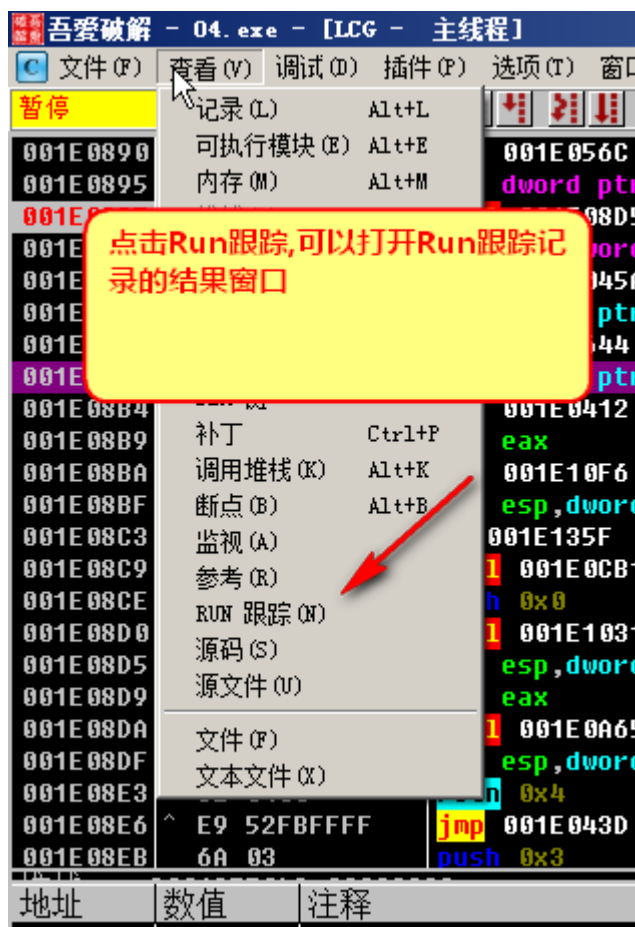 吾爱破解 - 04.exe - [LCG - 主线程]
C 文件(F) 查看(V) 调试(D) 插件(P) 选项(T)
暂停
记录(L) Alt+L
可执行模块(E) Alt+E
内存(M) Alt+M
点击Run跟踪,可以打开Run跟踪记
录的结果窗口
补丁 Ctrl+P
调用堆栈(K) Alt+K
断点(B) Alt+B
监视(A)
参考(R)
RUN 跟踪(N)
源码(S)
源文件(U)
文件(F)
文本文件(X)
001E0890 001E056C
001E0895 dword ptr
001E08B4 001E0412
001E08B9 eax
001E08BA 001E10F6
001E08BF esp,dword
001E08C3 001E135F
001E08C9 001E0CB1
001E08CE 0x0
001E08D0 001E1031
001E08D5 esp,dword
001E08D9 eax
001E08DA 001E0A65
001E08DF esp,dword
001E08E3 0x4
001E08E6 ^ E9 52FBFFFF jmp 001E043D
001E08EB 6A 03 push 0x3
地址 数值 注释